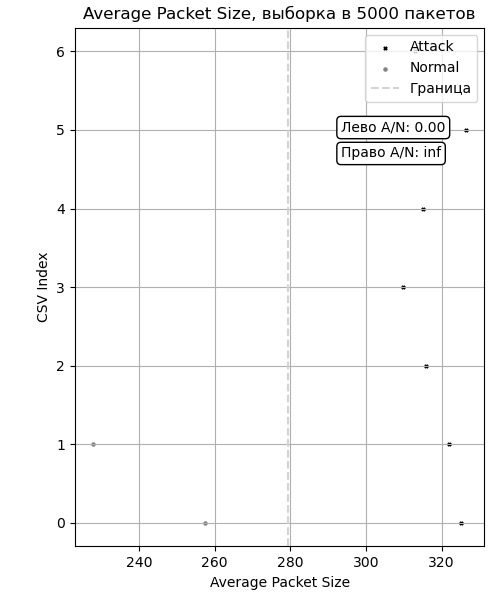 Average Packet Size, выборка в 5000 пакетов
Attack
Normal
Граница
Лево A/N: 0.00
Право A/N: inf
CSV Index
6
5
4
3
2
1
0
240
260
280
300
320
Average Packet Size